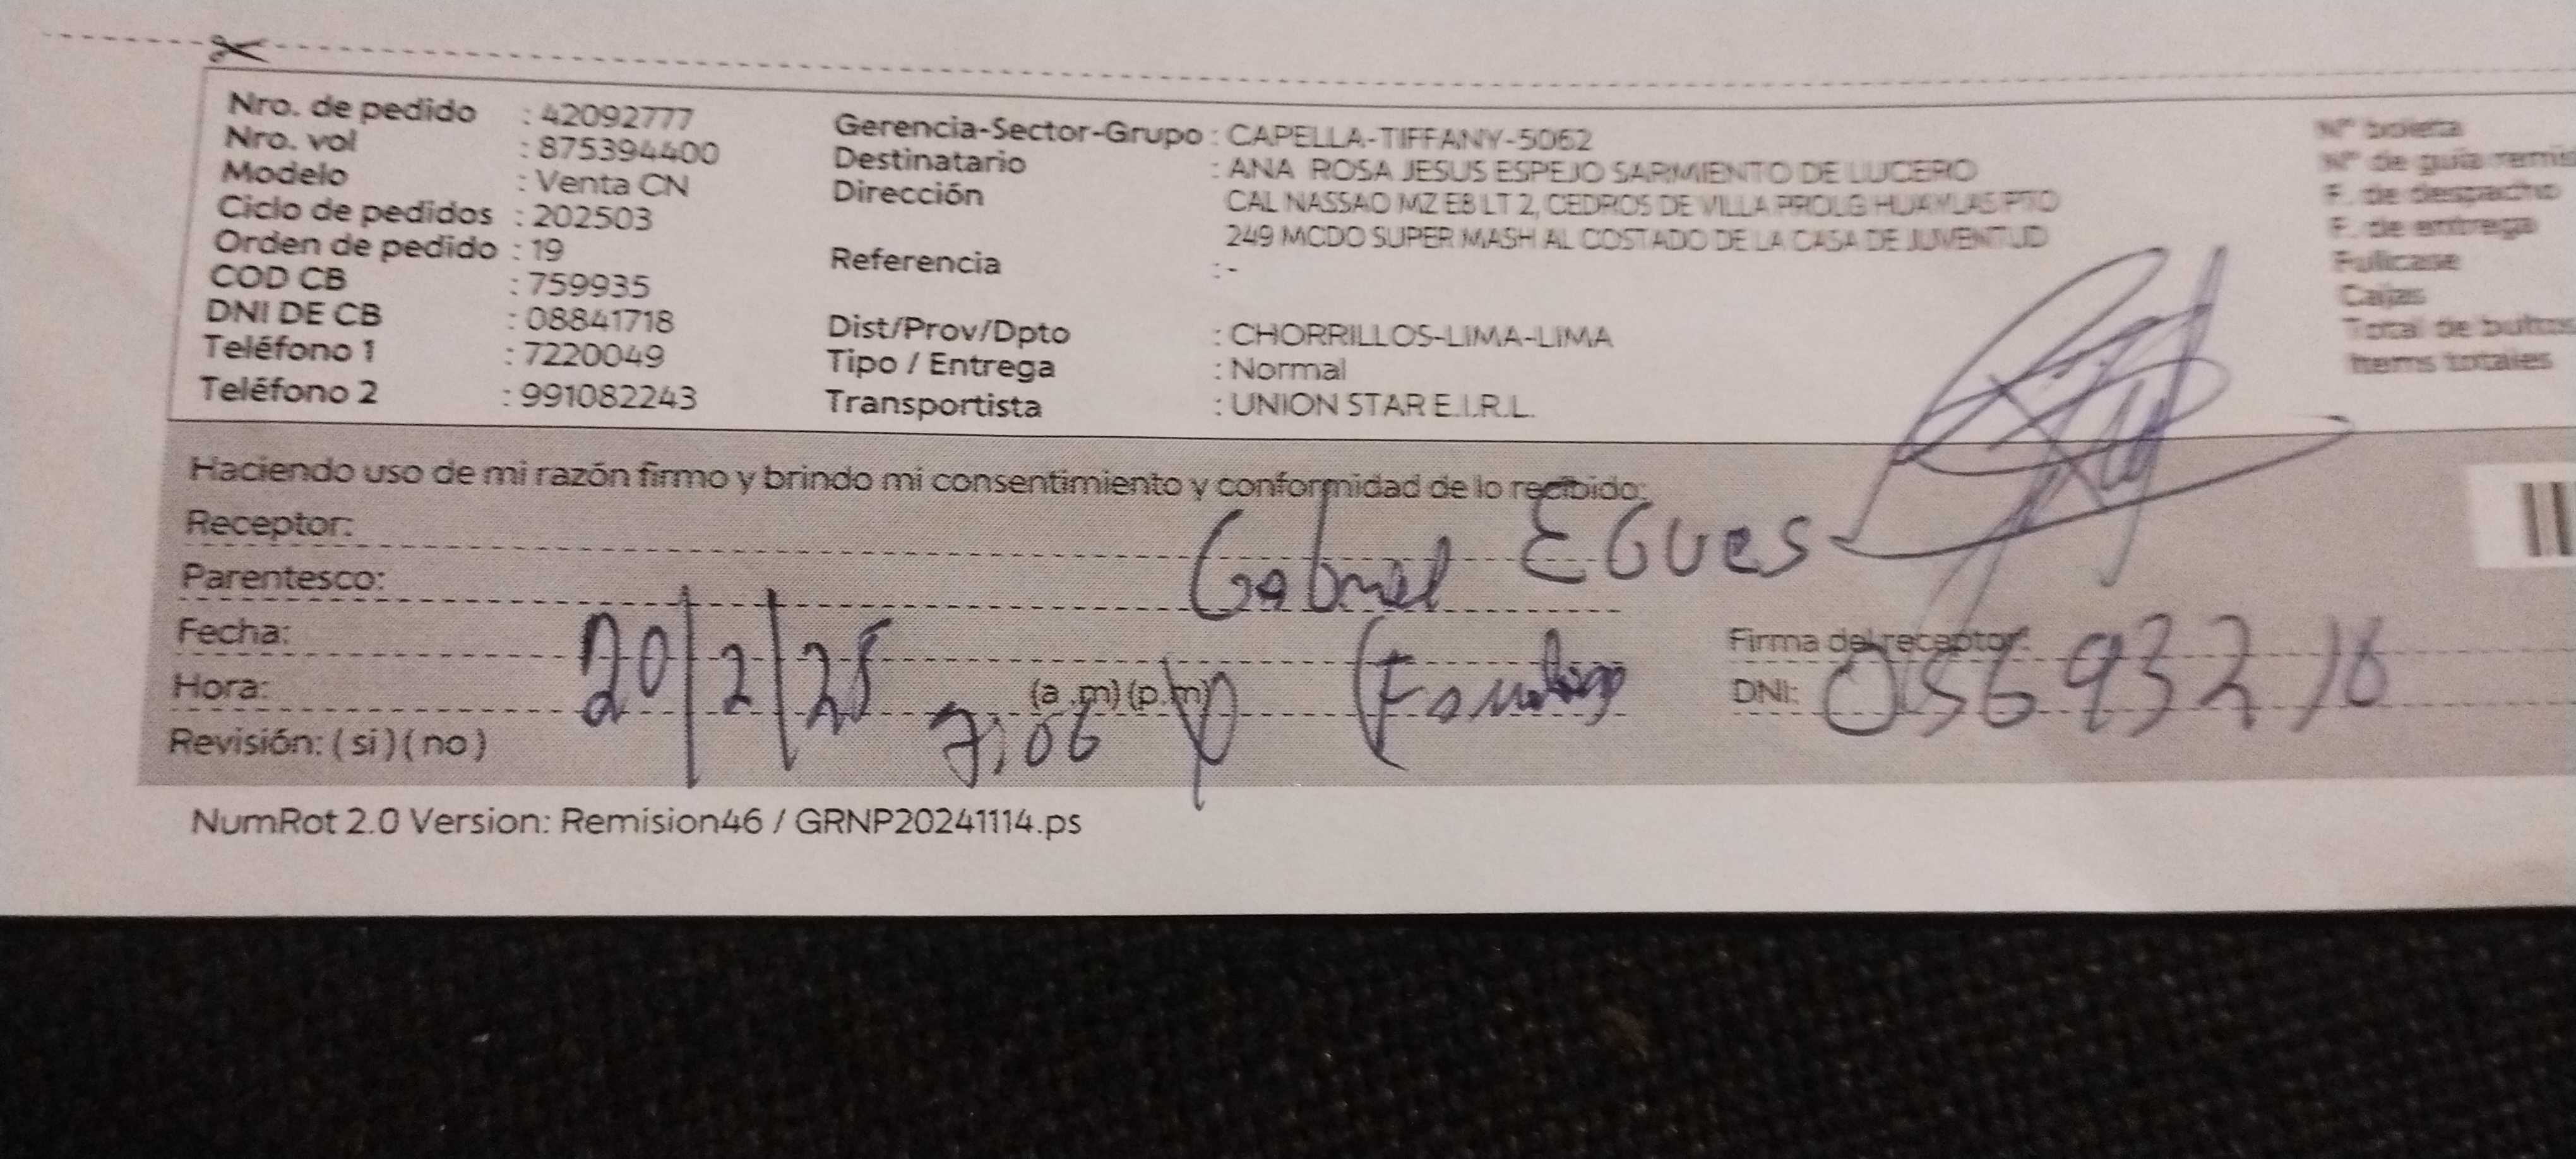 Nro. de pedido : 42092777
Nro. vol : 875394400
Modelo : Venta CN
Ciclo de pedidos : 202503
Orden de pedido : 19
COD CB : 759935
DNI DE CB : 08841718
Teléfono 1 : 7220049
Teléfono 2 : 991082243
Gerencia-Sector-Grupo : CAPELLA-TIFFANY-5062
Destinatario : ANA ROSA JESUS ESPEJO SARMIENTO DE LUCERO
Dirección CAL NASSAO MZ E8 LT 2, CEDROS DE VILLA PROLG HUAYLAS PTO
249 MCDO SUPER MASH AL COSTADO DE LA CASA DE JUVENTUD
Referencia : -
Dist/Prov/Dpto : CHORRILLOS-LIMA-LIMA
Tipo / Entrega : Normal
Transportista : UNION STAR E.I.R.L.
N° boleta
N° de guía
F. de despacho
F. de entrega
Fullcase
Cajas
Total de
Items totales
Haciendo uso de mi razón firmo y brindo mi consentimiento y conformidad de lo recibido:
Receptor: Gabriel EGues
Parentesco:
Fecha: 20/2/25
Hora: 7:06 (a .m) (p.m) p
Revisión: ( si ) ( no )
Firma del receptor:
DNI:
NumRot 2.0 Version: Remision46 / GRNP20241114.ps